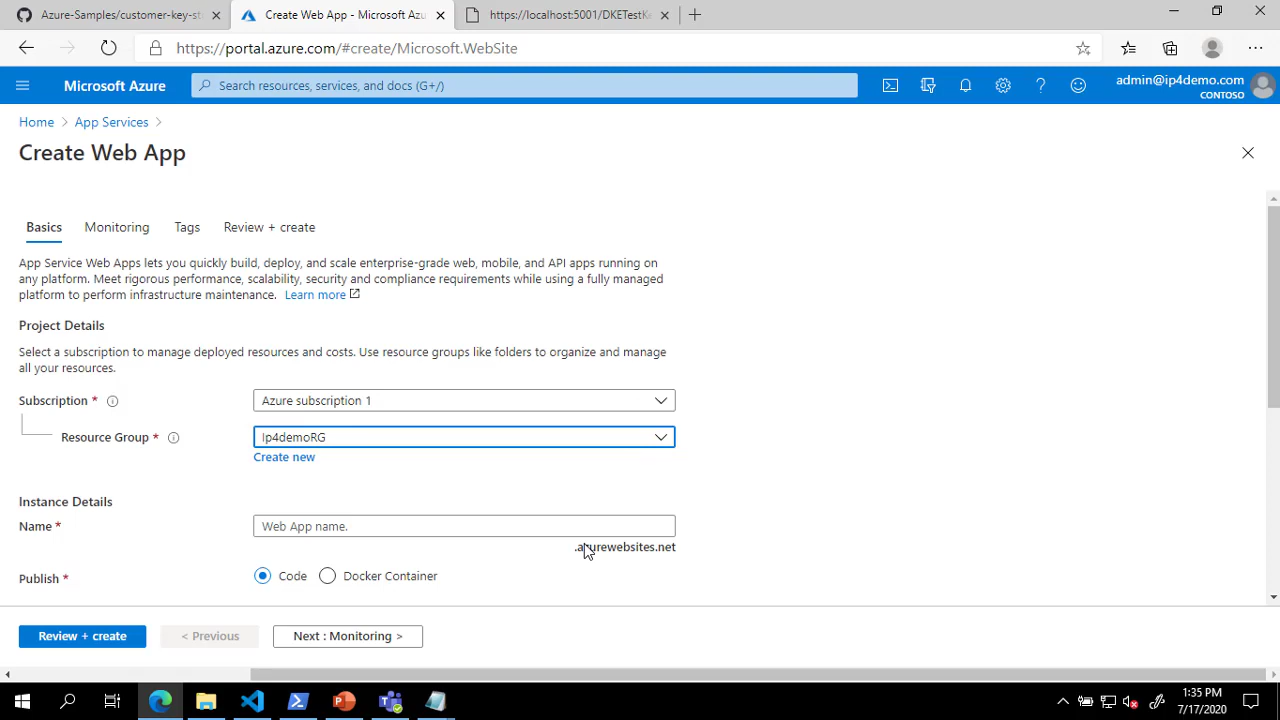 Azure-Samples/customer-key-st
Create Web App - Microsoft Azu
https://localhost:5001/DKETestKe
https://portal.azure.com/#create/Microsoft.WebSite
Microsoft Azure
Search resources, services, and docs (G+/)
admin@ip4demo.com
CONTOSO
Home > App Services >
Create Web App
Basics Monitoring Tags Review + create
App Service Web Apps lets you quickly build, deploy, and scale enterprise-grade web, mobile, and API apps running on
any platform. Meet rigorous performance, scalability, security and compliance requirements while using a fully managed
platform to perform infrastructure maintenance. Learn more
Project Details
Select a subscription to manage deployed resources and costs. Use resource groups like folders to organize and manage
all your resources.
Subscription *
Azure subscription 1
Resource Group *
Ip4demoRG
Create new
Instance Details
Name *
Web App name.
.azurewebsites.net
Publish *
Code Docker Container
Review + create
< Previous
Next : Monitoring >
1:35 PM
7/17/2020